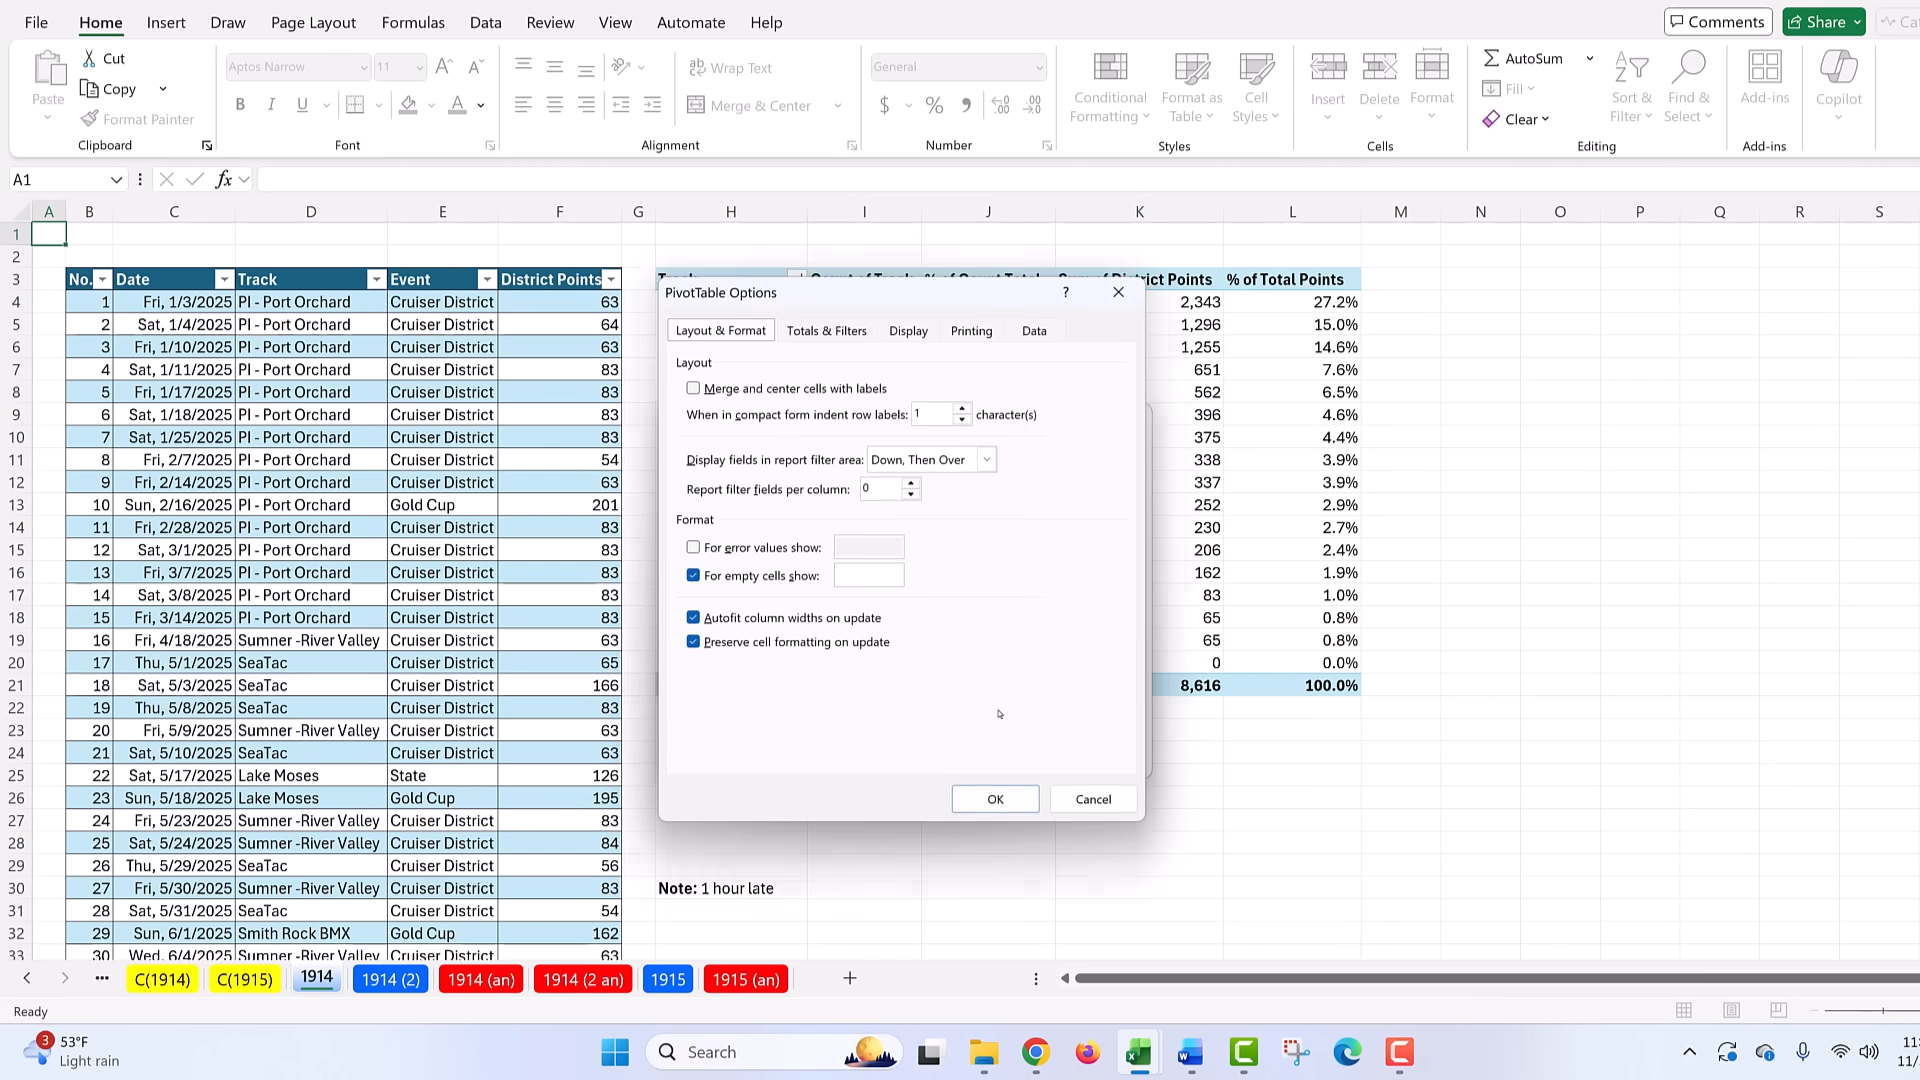 File Home Insert Draw Page Layout Formulas Data Review View Automate Help Comments Share
Paste Cut Copy Format Painter Clipboard
Aptos Narrow 11 A A B I U A Font
ab Wrap Text Merge & Center Alignment
General $ % Number
Conditional Formatting Format as Table Cell Styles Styles
Insert Delete Format Cells
AutoSum Fill Clear Sort & Filter Find & Select Editing
Add-ins Add-ins
Copilot
A1 fx
A B C D E F G H I J K L M N O P Q R S
1
2
3 No. Date Track Event District Points % of Total Points
4 1 Fri, 1/3/2025 PI - Port Orchard Cruiser District 63 2,343 27.2%
5 2 Sat, 1/4/2025 PI - Port Orchard Cruiser District 64 1,296 15.0%
6 3 Fri, 1/10/2025 PI - Port Orchard Cruiser District 63 1,255 14.6%
7 4 Sat, 1/11/2025 PI - Port Orchard Cruiser District 83 651 7.6%
8 5 Fri, 1/17/2025 PI - Port Orchard Cruiser District 83 562 6.5%
9 6 Sat, 1/18/2025 PI - Port Orchard Cruiser District 83 396 4.6%
10 7 Sat, 1/25/2025 PI - Port Orchard Cruiser District 83 375 4.4%
11 8 Fri, 2/7/2025 PI - Port Orchard Cruiser District 54 338 3.9%
12 9 Fri, 2/14/2025 PI - Port Orchard Cruiser District 63 337 3.9%
13 10 Sun, 2/16/2025 PI - Port Orchard Gold Cup 201 252 2.9%
14 11 Fri, 2/28/2025 PI - Port Orchard Cruiser District 83 230 2.7%
15 12 Sat, 3/1/2025 PI - Port Orchard Cruiser District 83 206 2.4%
16 13 Fri, 3/7/2025 PI - Port Orchard Cruiser District 83 162 1.9%
17 14 Sat, 3/8/2025 PI - Port Orchard Cruiser District 83 83 1.0%
18 15 Fri, 3/14/2025 PI - Port Orchard Cruiser District 83 65 0.8%
19 16 Fri, 4/18/2025 Sumner -River Valley Cruiser District 63 65 0.8%
20 17 Thu, 5/1/2025 SeaTac Cruiser District 65 0 0.0%
21 18 Sat, 5/3/2025 SeaTac Cruiser District 166 8,616 100.0%
22 19 Thu, 5/8/2025 SeaTac Cruiser District 83
23 20 Fri, 5/9/2025 Sumner -River Valley Cruiser District 63
24 21 Sat, 5/10/2025 SeaTac Cruiser District 63
25 22 Sat, 5/17/2025 Lake Moses State 126
26 23 Sun, 5/18/2025 Lake Moses Gold Cup 195
27 24 Fri, 5/23/2025 Sumner -River Valley Cruiser District 83
28 25 Sat, 5/24/2025 Sumner -River Valley Cruiser District 84
29 26 Thu, 5/29/2025 SeaTac Cruiser District 56
30 27 Fri, 5/30/2025 Sumner -River Valley Cruiser District 83 Note: 1 hour late
31 28 Sat, 5/31/2025 SeaTac Cruiser District 54
32 29 Sun, 6/1/2025 Smith Rock BMX Gold Cup 162
33 30 Wed, 6/4/2025 Sumner -River Valley Cruiser District 63
PivotTable Options ?
Layout & Format Totals & Filters Display Printing Data
Layout
Merge and center cells with labels
When in compact form indent row labels: 1 character(s)
Display fields in report filter area: Down, Then Over
Report filter fields per column: 0
Format
For error values show:
For empty cells show:
Autofit column widths on update
Preserve cell formatting on update
OK Cancel
C(1914) C(1915) 1914 1914 (2) 1914 (an) 1914 (2 an) 1915 1915 (an)
Ready
3 53°F
Light rain
Search